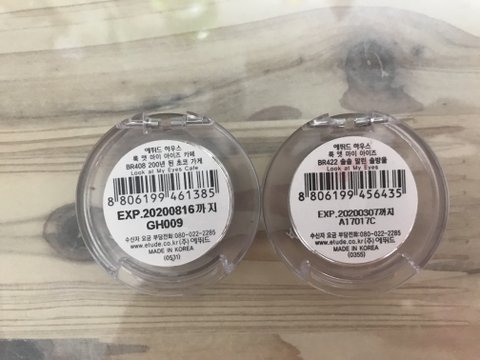 에뛰드 하우스
룩 앳 마이 아이즈 카페
BR408 200년 된 초코 가게
Look at My Eyes Cafe
8 806199 461385
EXP.20200816까지
GH009
수신자 요금 부담전화:080-022-2285
www.etude.co.kr/㈜에뛰드
MADE IN KOREA
(0531)
에뛰드 하우스
룩 앳 마이 아이즈
BR422 솔솔 말린 솔방울
Look at My Eyes
8 806199 456435
EXP.20200307까지
A17017C
수신자 요금 부담전화:080-022-2285
www.etude.co.kr/㈜에뛰드
MADE IN KOREA
(0355)